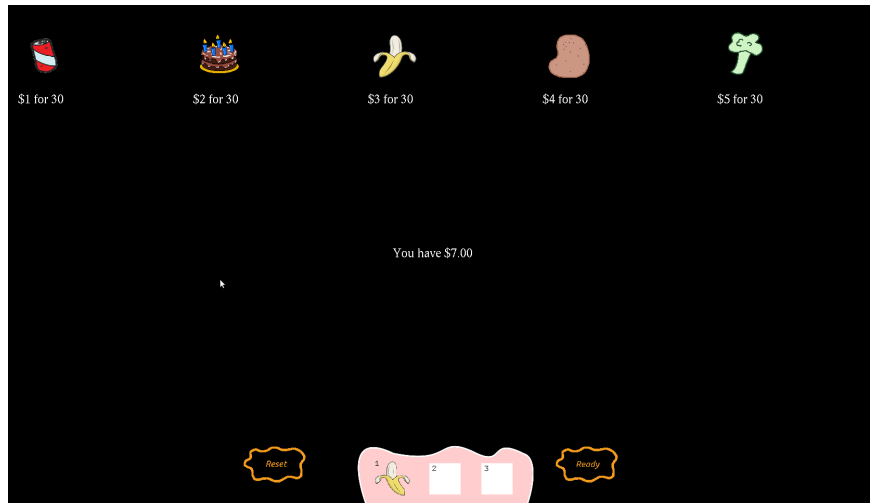 $1 for 30
$2 for 30
$3 for 30
$4 for 30
$5 for 30
You have $7.00
Reset
1
2
3
Ready